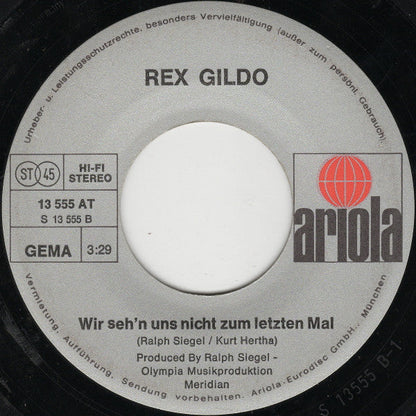 Urheber- u. Leistungsschutzrechte, besonders Vervielfältigung (außer zum persönl. Gebrauch),
REX GILDO
ST 45
HI-FI
STEREO
13 555 AT
S 13 555 B
GEMA 3:29
ariola
Wir seh'n uns nicht zum letzten Mal
(Ralph Siegel / Kurt Hertha)
Produced By Ralph Siegel -
Olympia Musikproduktion
Meridian
Vermietung, Aufführung, Sendung vorbehalten. Ariola-Eurodisc GmbH., München
S 13555 B-1